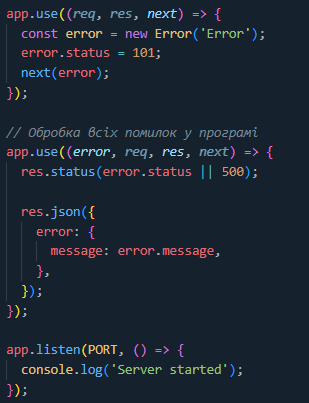 app.use((req, res, next) => {
  const error = new Error('Error');
  error.status = 101;
  next(error);
});

// Обробка всіх помилок у програмі
app.use((error, req, res, next) => {
  res.status(error.status || 500);

  res.json({
    error: {
      message: error.message,
    },
  });
});

app.listen(PORT, () => {
  console.log('Server started');
});